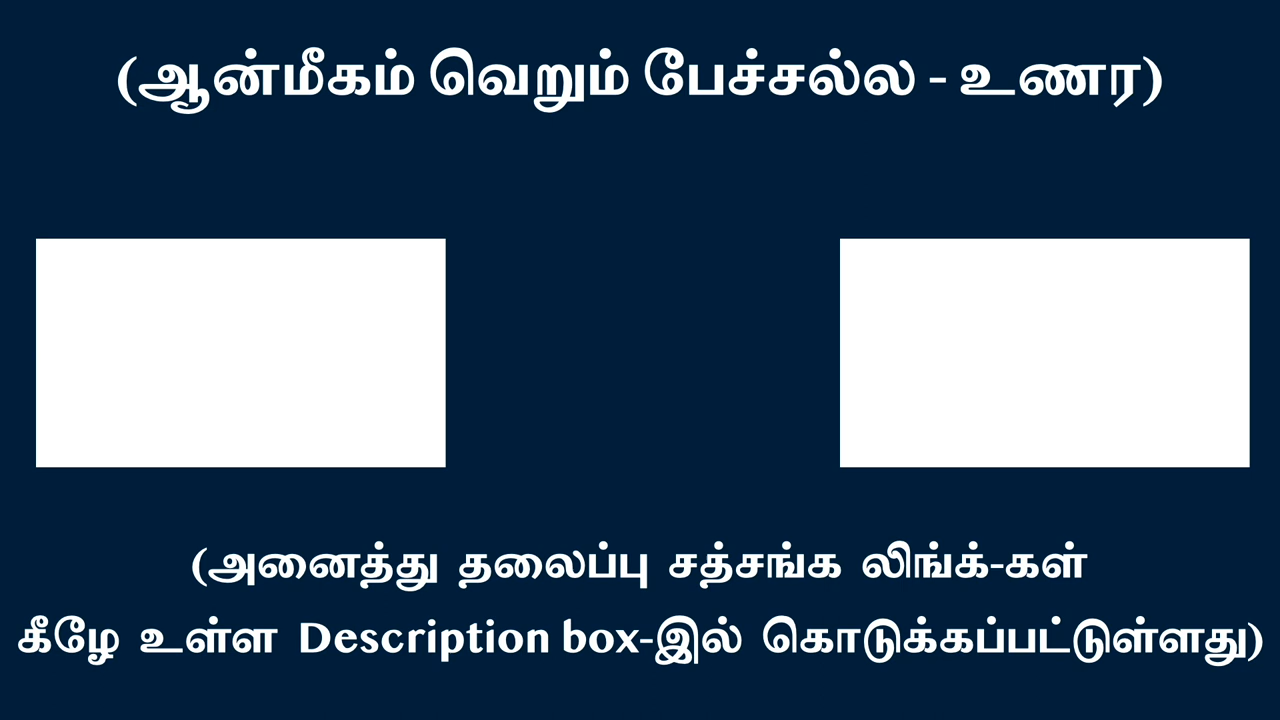 (ஆன்மீகம் வெறும் பேச்சல்ல - உணர)
(அனைத்து தலைப்பு சத்சங்க லிங்க்-கள்
கீழே உள்ள Description box-இல் கொடுக்கப்பட்டுள்ளது)